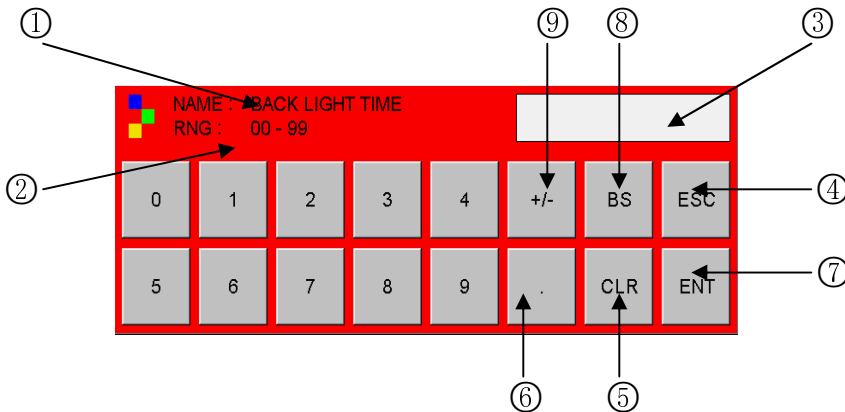 ① ⑨ ⑧ ③
NAME : BACK LIGHT TIME
RNG : 00 - 99
② ④
0 1 2 3 4 +/- BS ESC
⑦
5 6 7 8 9 . CLR ENT
⑥ ⑤